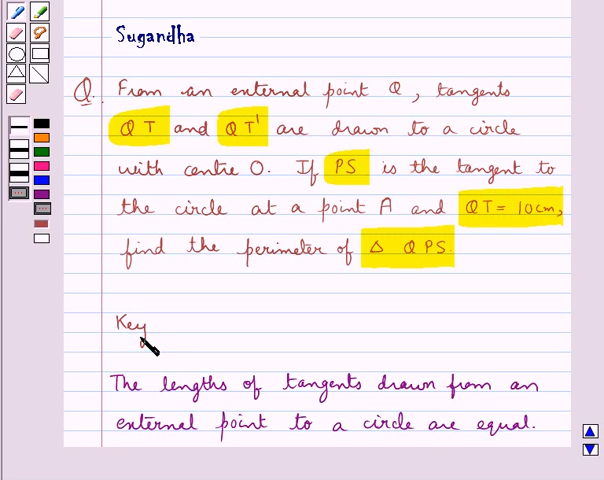 Sugandha
Q. From an external point Q, tangents
QT and QT' are drawn to a circle
with centre O. If PS is the tangent to
the circle at a point A and QT = 10cm,
find the perimeter of △ QPS.
Key
The lengths of tangents drawn from an
external point to a circle are equal.